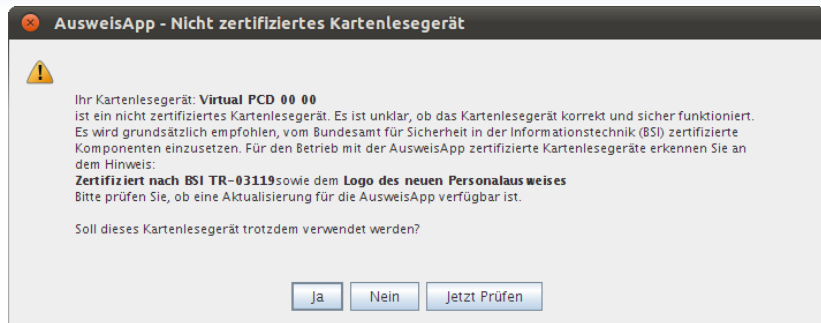 AusweisApp - Nicht zertifiziertes Kartenlesegerät
Ihr Kartenlesegerät: Virtual PCD 00 00
ist ein nicht zertifiziertes Kartenlesegerät. Es ist unklar, ob das Kartenlesegerät korrekt und sicher funktioniert.
Es wird grundsätzlich empfohlen, vom Bundesamt für Sicherheit in der Informationstechnik (BSI) zertifizierte
Komponenten einzusetzen. Für den Betrieb mit der AusweisApp zertifizierte Kartenlesegeräte erkennen Sie an
dem Hinweis:
Zertifiziert nach BSI TR-03119sowie dem Logo des neuen Personalausweises
Bitte prüfen Sie, ob eine Aktualisierung für die AusweisApp verfügbar ist.
Soll dieses Kartenlesegerät trotzdem verwendet werden?
Ja Nein Jetzt Prüfen